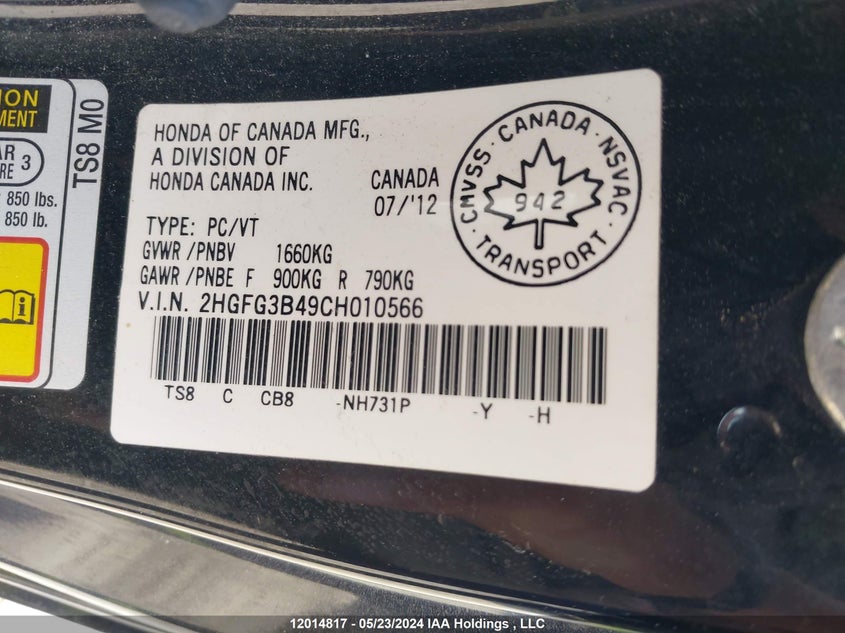 ION
MENT
AR
RE 3
850 lbs.
850 lb.
TS8 M0
HONDA OF CANADA MFG.,
A DIVISION OF
HONDA CANADA INC.
CANADA
07/'12
TYPE: PC/VT
GVWR /PNBV 1660KG
GAWR /PNBE F 900KG R 790KG
V.I.N. 2HGFG3B49CH010566
TS8 C CB8 -NH731P -Y -H
CMVSS · CANADA · NSVAC · TRANSPORT ·
942
12014817 - 05/23/2024 IAA Holdings , LLC